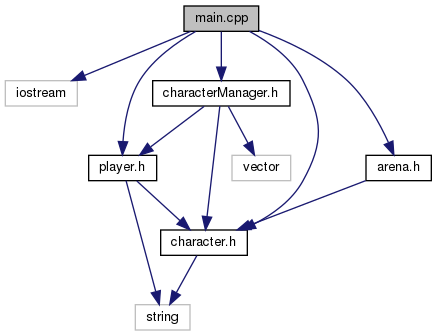 main.cpp
iostream
characterManager.h
player.h
vector
arena.h
character.h
string